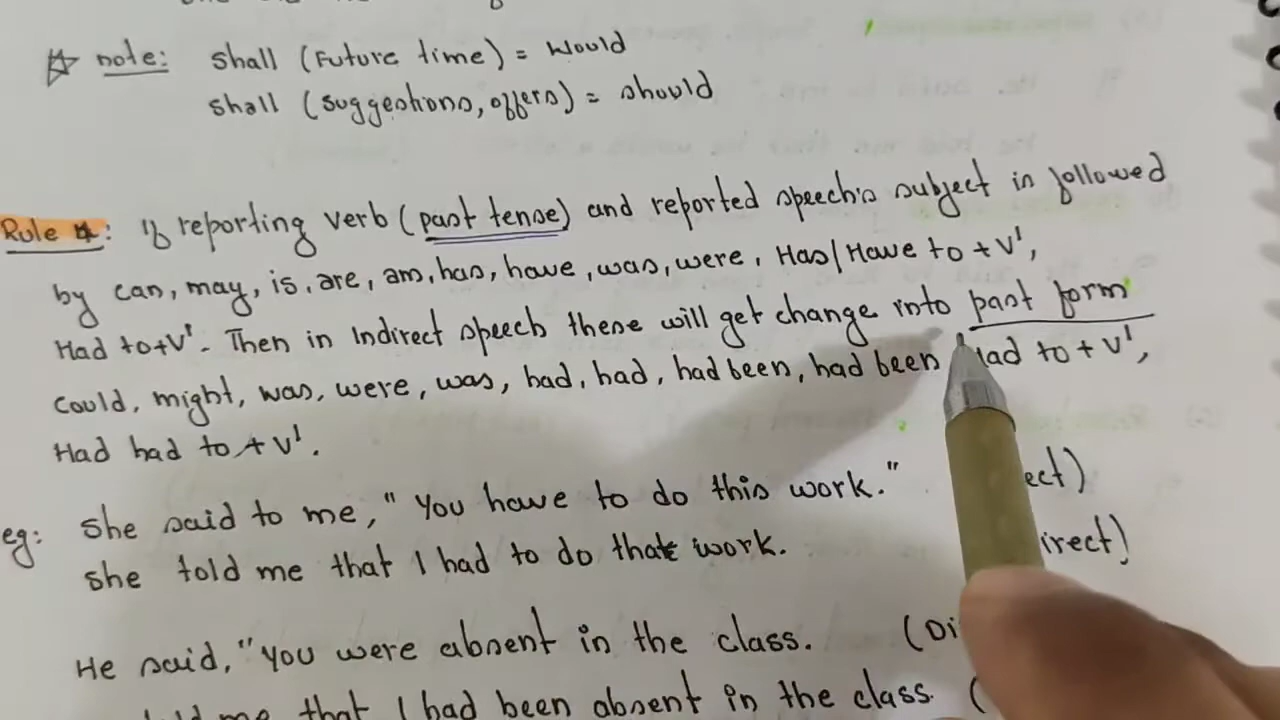 note: shall (Future time) = would
shall (suggestions, offers) = should
Rule 4: If reporting verb (past tense) and reported speech's subject is followed
by can, may, is, are, am, has, have, was, were, Has/Have to + V¹,
Had to+V¹. Then in Indirect speech these will get change into past form
could, might, was, were, was, had, had, had been, had been, had to + V¹,
Had had to + V¹.
eg: She said to me, "You have to do this work." ect)
she told me that I had to do that work. irect)
He said, "You were absent in the class. (Di
told me that I had been absent in the class. (